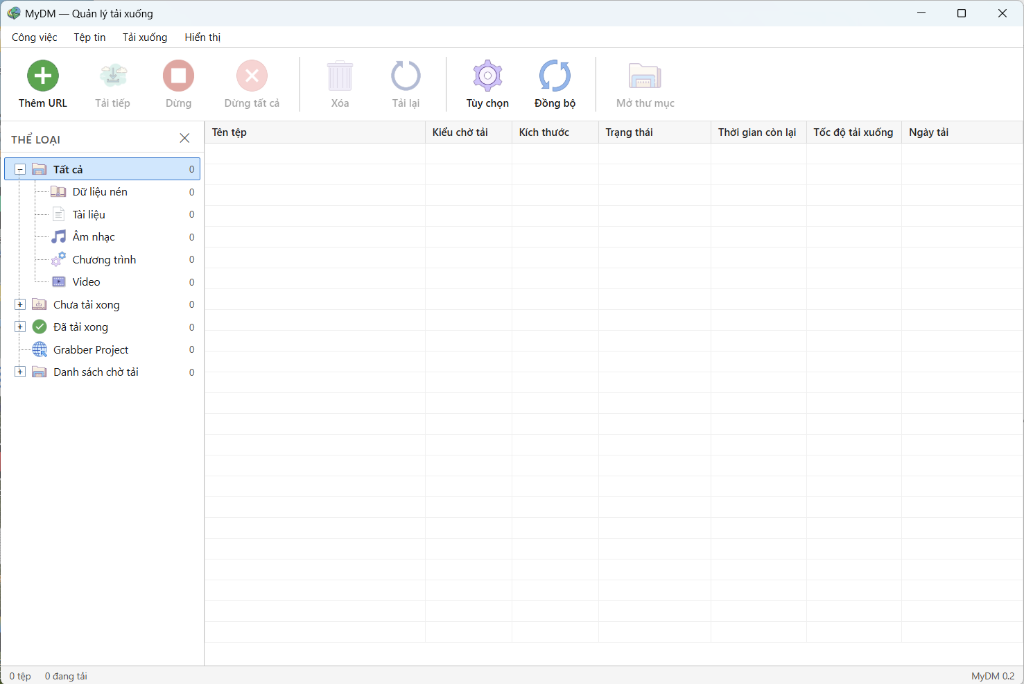 MyDM — Quản lý tải xuống
Công việc Tệp tin Tải xuống Hiển thị
Thêm URL Tải tiếp Dừng Dừng tất cả Xóa Tải lại Tùy chọn Đồng bộ Mở thư mục
THỂ LOẠI
Tên tệp Kiểu chờ tải Kích thước Trạng thái Thời gian còn lại Tốc độ tải xuống Ngày tải
Tất cả 0
Dữ liệu nén 0
Tài liệu 0
Âm nhạc 0
Chương trình 0
Video 0
Chưa tải xong 0
Đã tải xong 0
Grabber Project 0
Danh sách chờ tải 0
0 tệp 0 đang tải MyDM 0.2